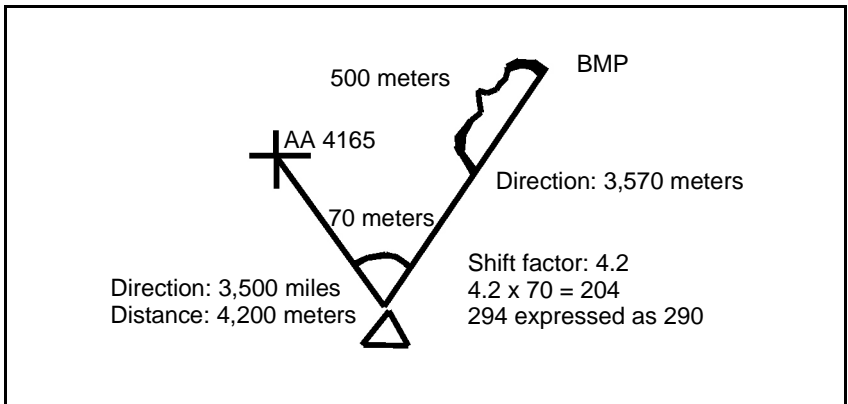 BMP
500 meters
AA 4165
Direction: 3,570 meters
70 meters
Shift factor: 4.2
4.2 x 70 = 204
294 expressed as 290
Direction: 3,500 miles
Distance: 4,200 meters